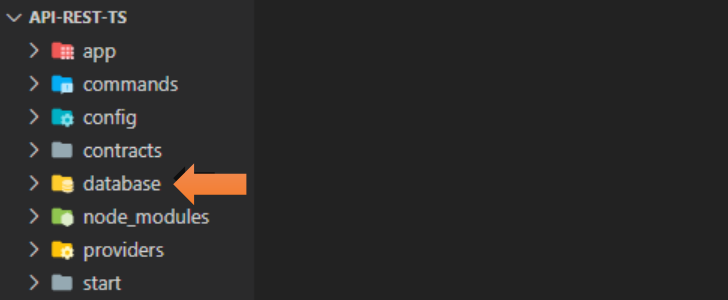 API-REST-TS
app
commands
config
contracts
database
node_modules
providers
start